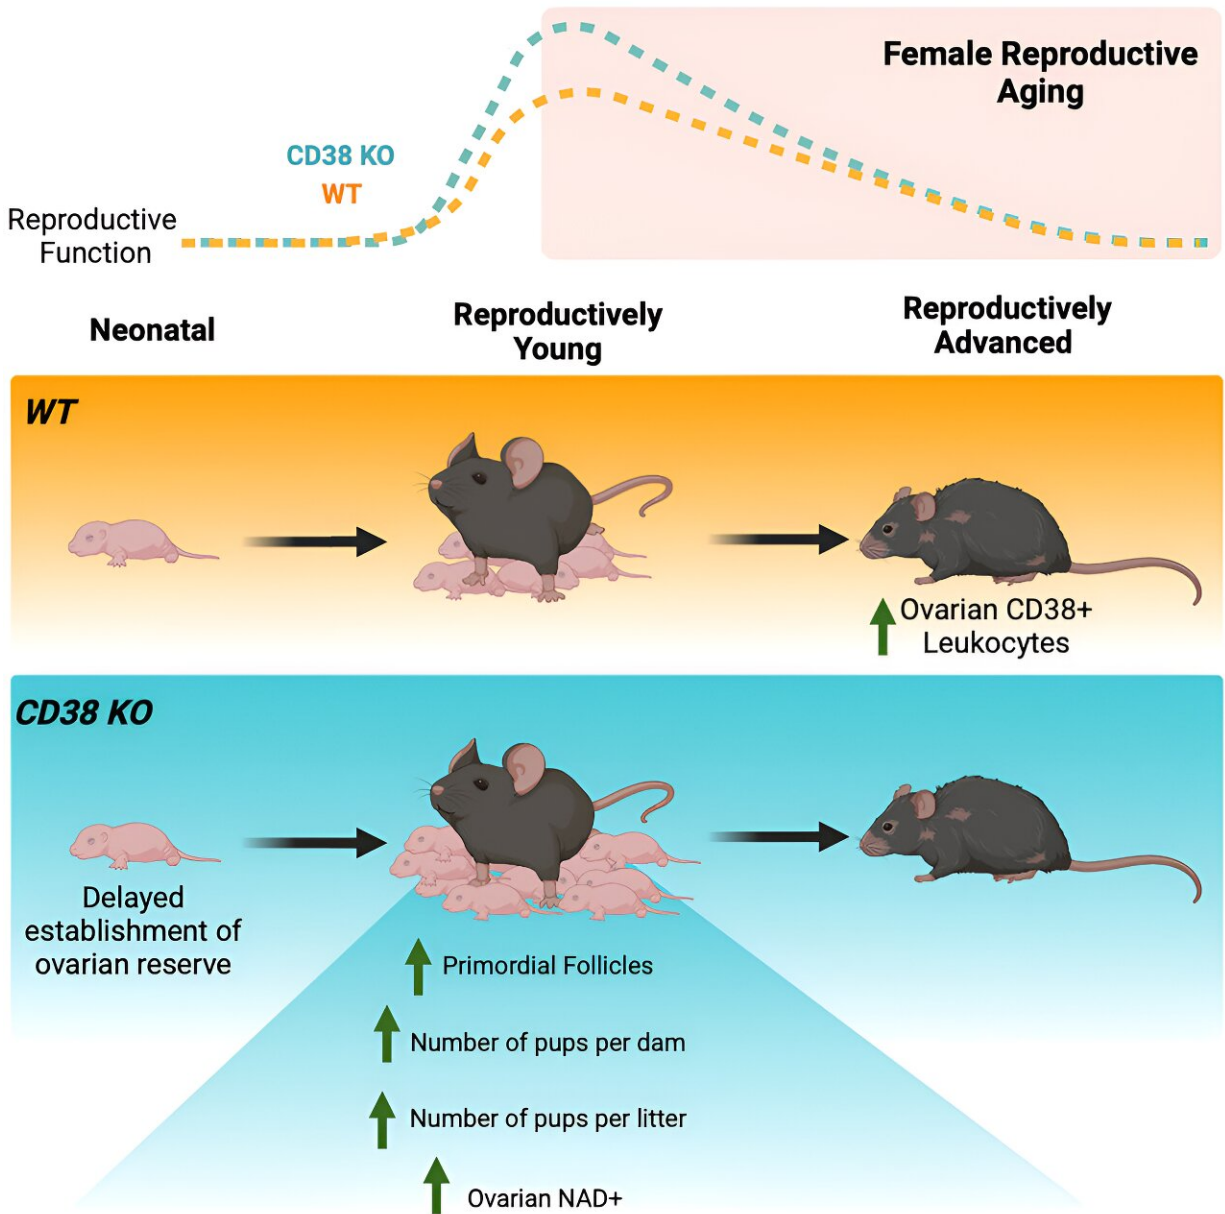 Female Reproductive
Aging
CD38 KO
WT
Reproductive
Function
Neonatal
Reproductively
Young
Reproductively
Advanced
WT
Ovarian CD38+
Leukocytes
CD38 KO
Delayed
establishment of
ovarian reserve
Primordial Follicles
Number of pups per dam
Number of pups per litter
Ovarian NAD+